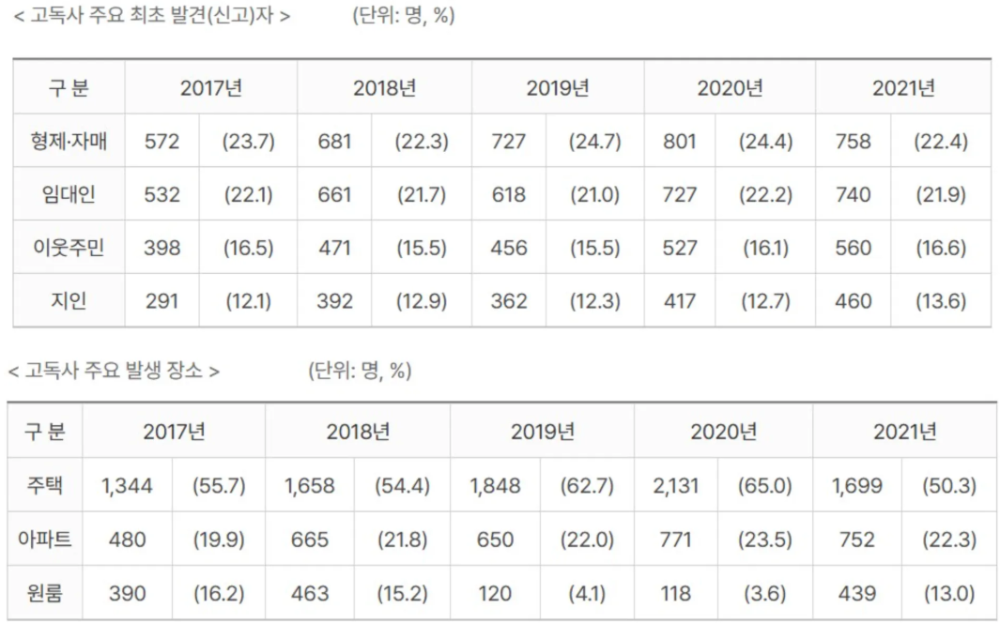 < 고독사 주요 최초 발견(신고)자 > (단위: 명, %)
구 분 2017년 2018년 2019년 2020년 2021년
형제·자매 572 (23.7) 681 (22.3) 727 (24.7) 801 (24.4) 758 (22.4)
임대인 532 (22.1) 661 (21.7) 618 (21.0) 727 (22.2) 740 (21.9)
이웃주민 398 (16.5) 471 (15.5) 456 (15.5) 527 (16.1) 560 (16.6)
지인 291 (12.1) 392 (12.9) 362 (12.3) 417 (12.7) 460 (13.6)
< 고독사 주요 발생 장소 > (단위: 명, %)
구 분 2017년 2018년 2019년 2020년 2021년
주택 1,344 (55.7) 1,658 (54.4) 1,848 (62.7) 2,131 (65.0) 1,699 (50.3)
아파트 480 (19.9) 665 (21.8) 650 (22.0) 771 (23.5) 752 (22.3)
원룸 390 (16.2) 463 (15.2) 120 (4.1) 118 (3.6) 439 (13.0)